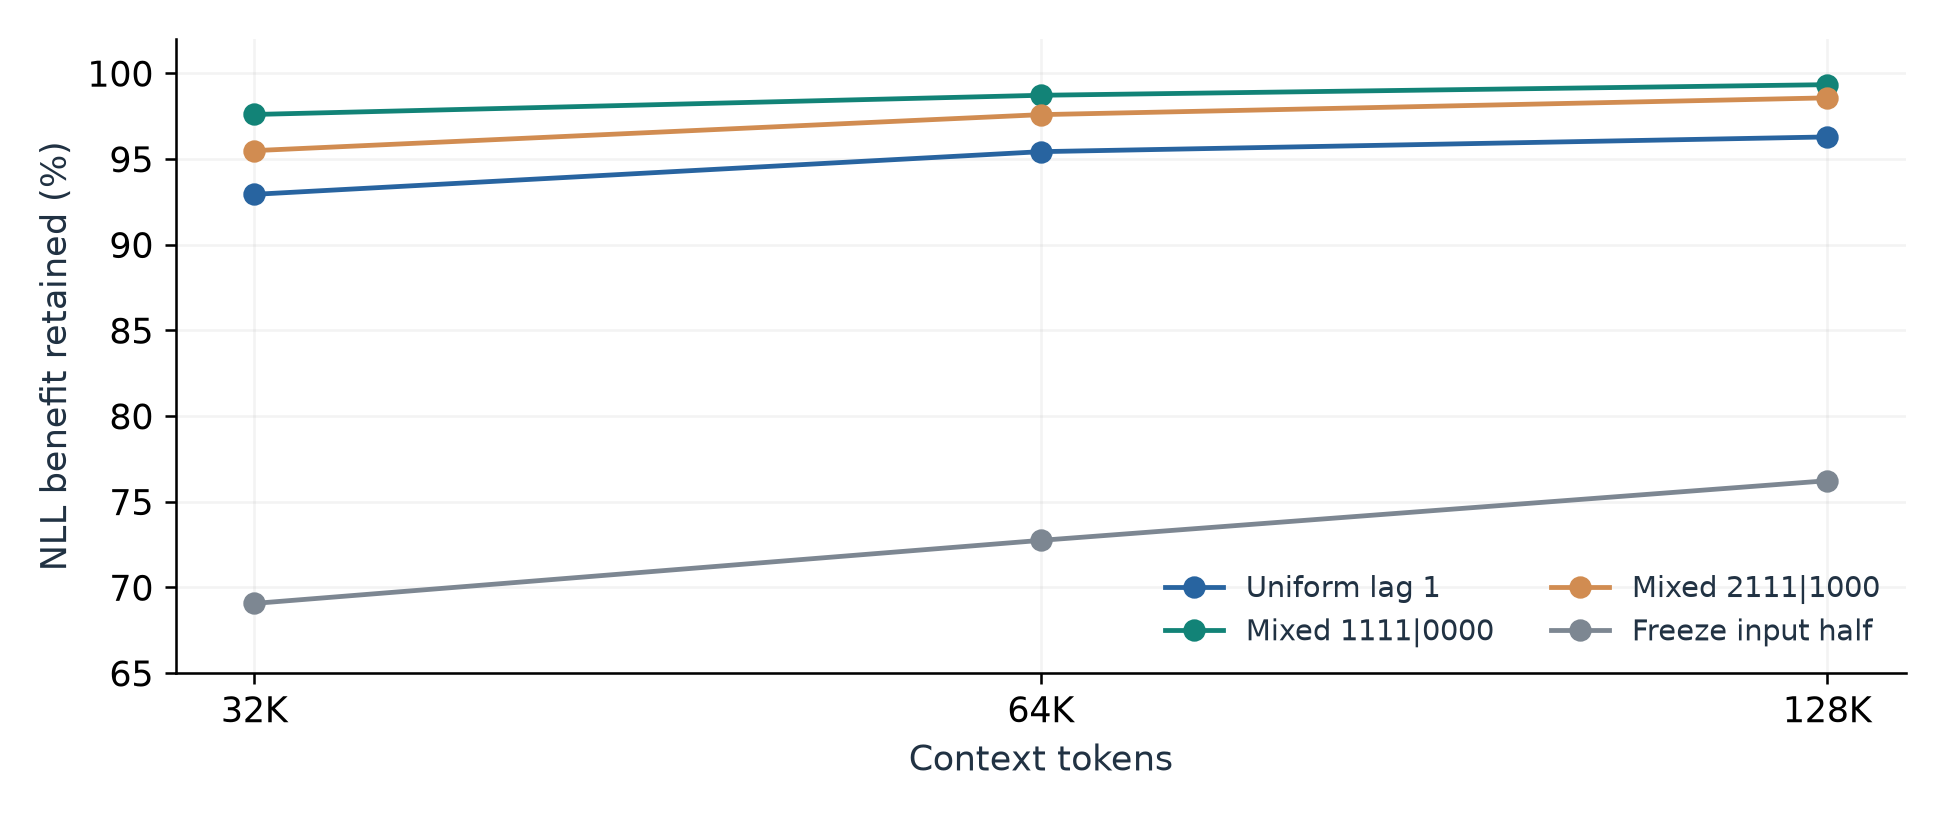 NLL benefit retained (%)
100
95
90
85
80
75
70
65
32K 64K 128K
Context tokens
Uniform lag 1
Mixed 1111|0000
Mixed 2111|1000
Freeze input half